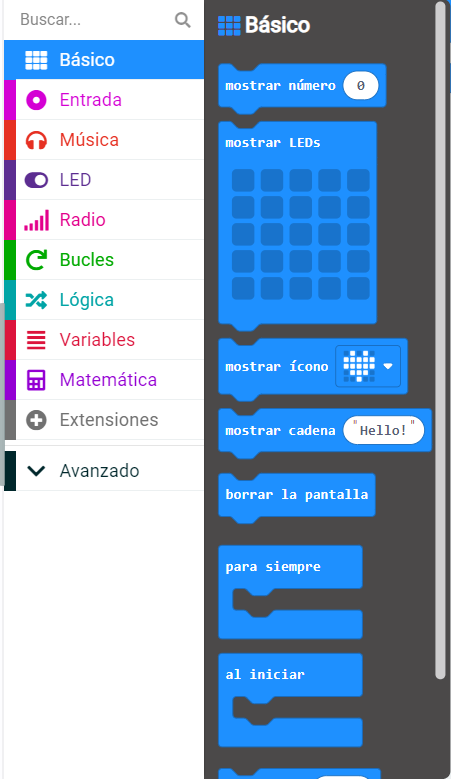 Buscar...
Básico
Entrada
Música
LED
Radio
Bucles
Lógica
Variables
Matemática
Extensiones
Avanzado
Básico
mostrar número 0
mostrar LEDs
mostrar ícono
mostrar cadena "Hello!"
borrar la pantalla
para siempre
al iniciar